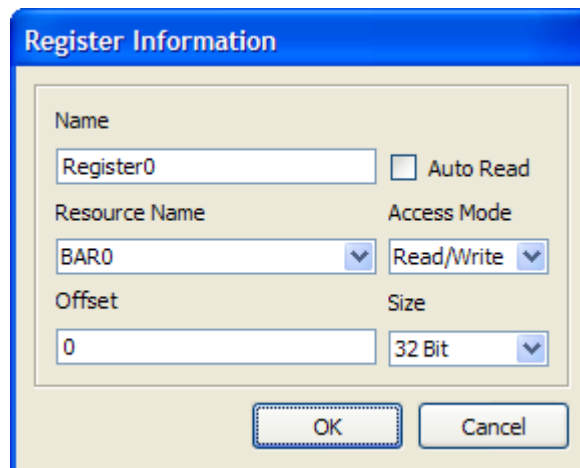 Register Information
Name
Register0
Auto Read
Resource Name
Access Mode
BAR0
Read/Write
Offset
Size
0
32 Bit
OK
Cancel